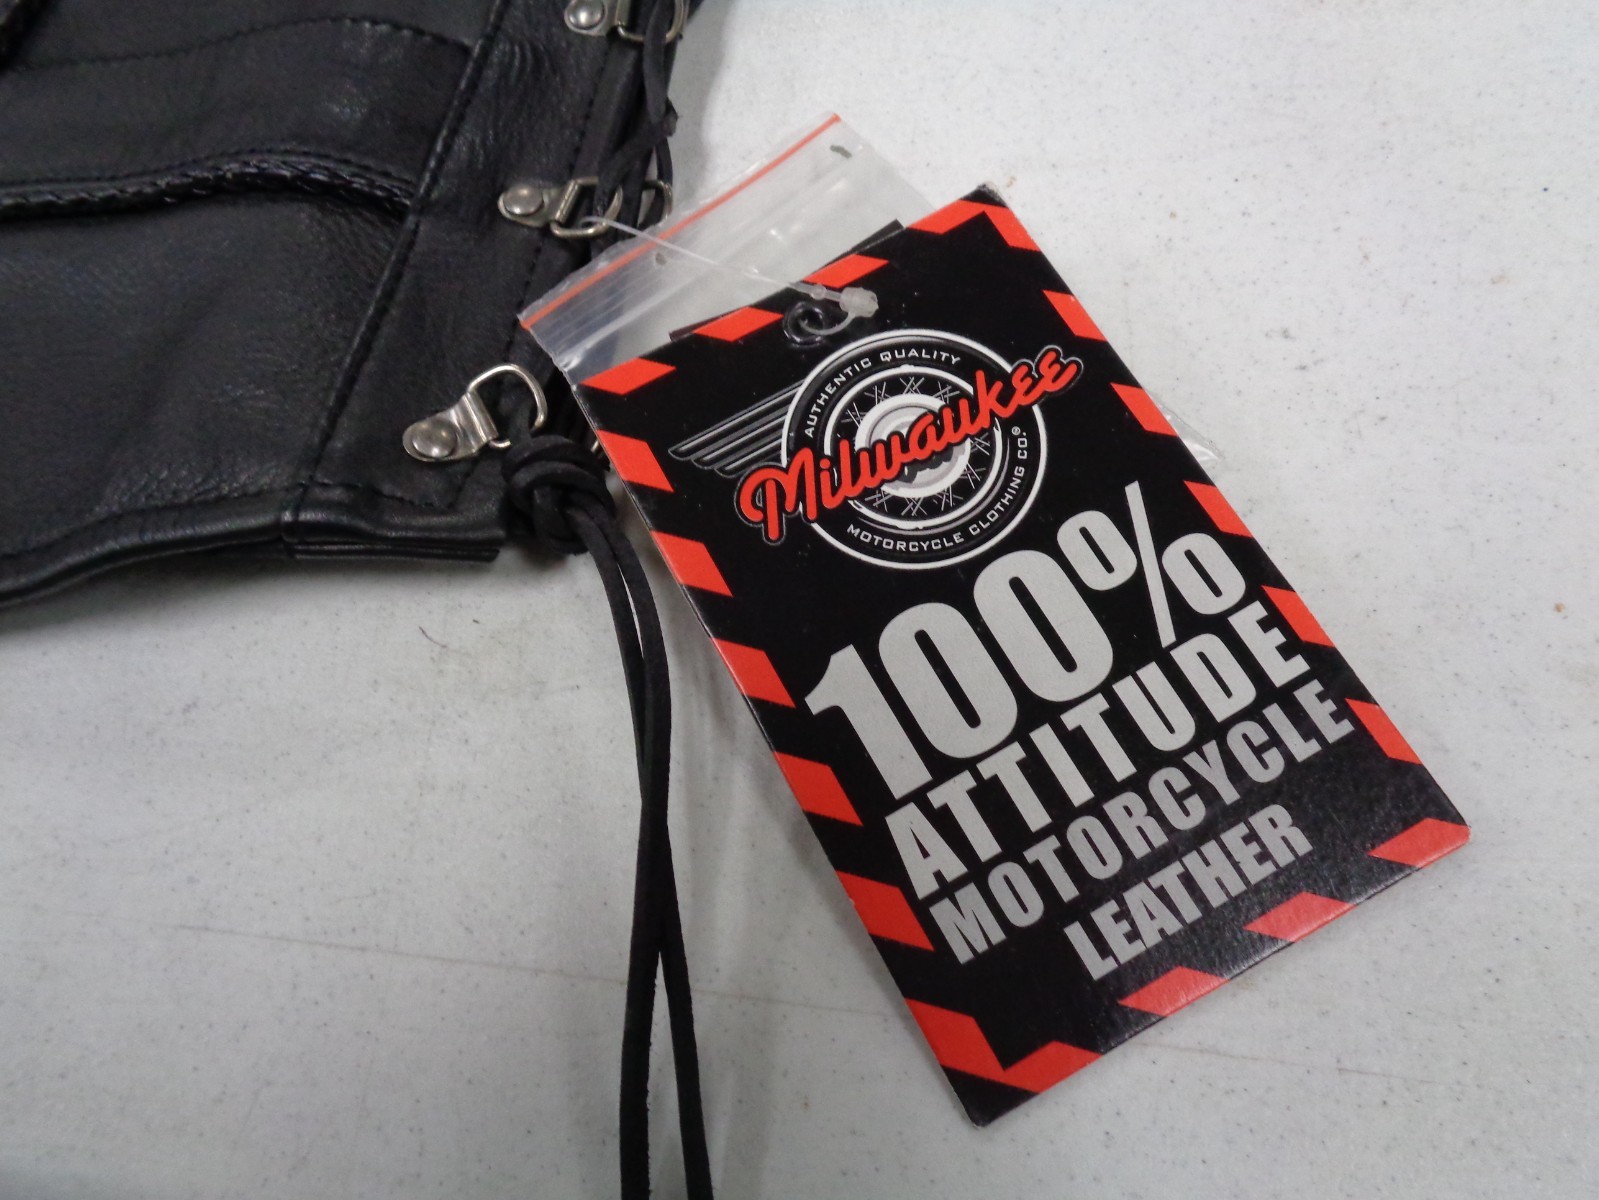 AUTHENTIC QUALITY
Milwaukee
MOTORCYCLE CLOTHING CO.®
100%
ATTITUDE
MOTORCYCLE
LEATHER